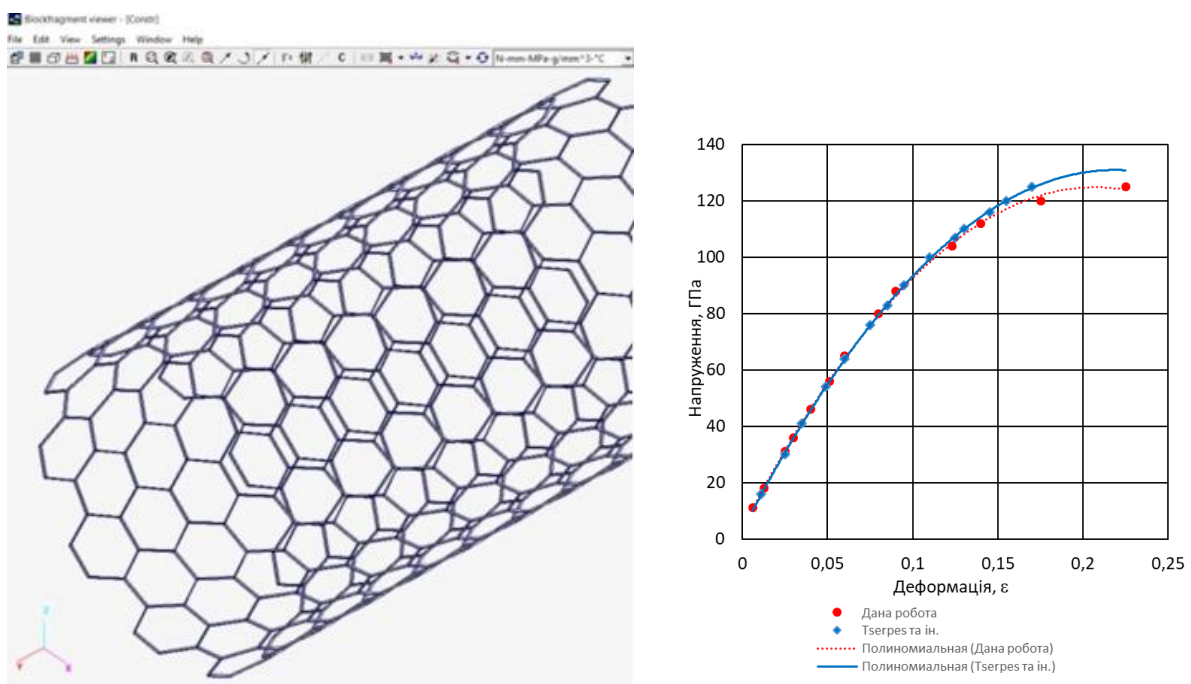 Blockfragment viewer - [Constr]
File Edit View Settings Window Help
R C N-mm-MPa-g/mm^3-°C
140
120
100
80
60
40
20
0
Напруження, ГПа
0 0,05 0,1 0,15 0,2 0,25
Деформація, ε
Дана робота
Tserpes та ін.
Полиномиальная (Дана робота)
Полиномиальная (Tserpes та ін.)